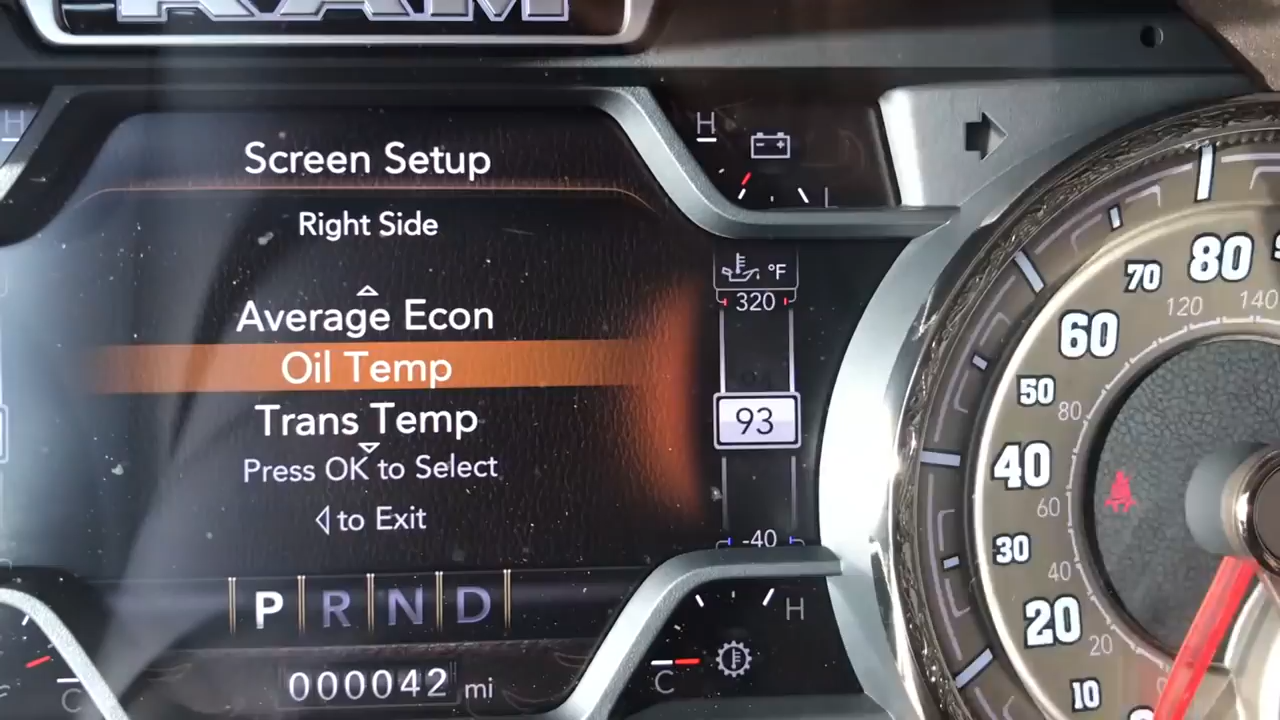 RAM
H
Screen Setup
Right Side
Average Econ
Oil Temp
Trans Temp
Press OK to Select
to Exit
P R N D
000042 mi
C
H
L
°F
320
93
-40
H
C
80
70
60
50
40
30
20
10
140
120
80
60
40
20